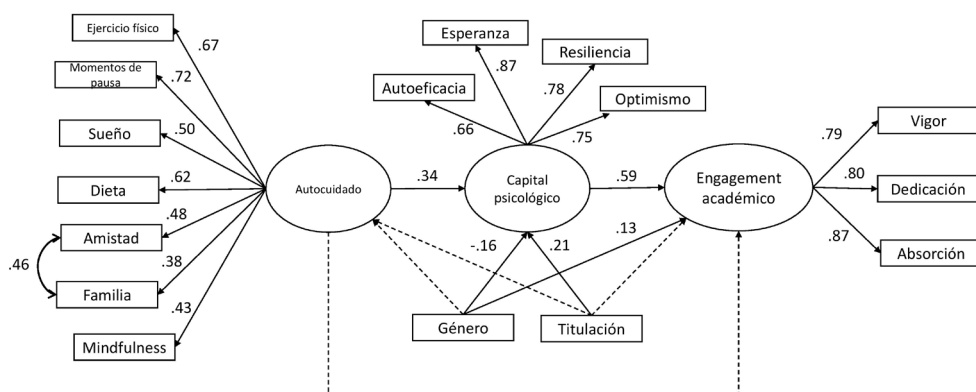 Ejercicio físico
Momentos de
pausa
Sueño
Dieta
Amistad
Familia
Mindfulness
.67
.72
.50
.62
.48
.38
.43
.46
Autocuidado
.34
Esperanza
Resiliencia
Autoeficacia
Optimismo
.87
.78
.66
.75
Capital
psicológico
.59
Engagement
académico
.79
.80
.87
Vigor
Dedicación
Absorción
-.16
.21
.13
Género
Titulación